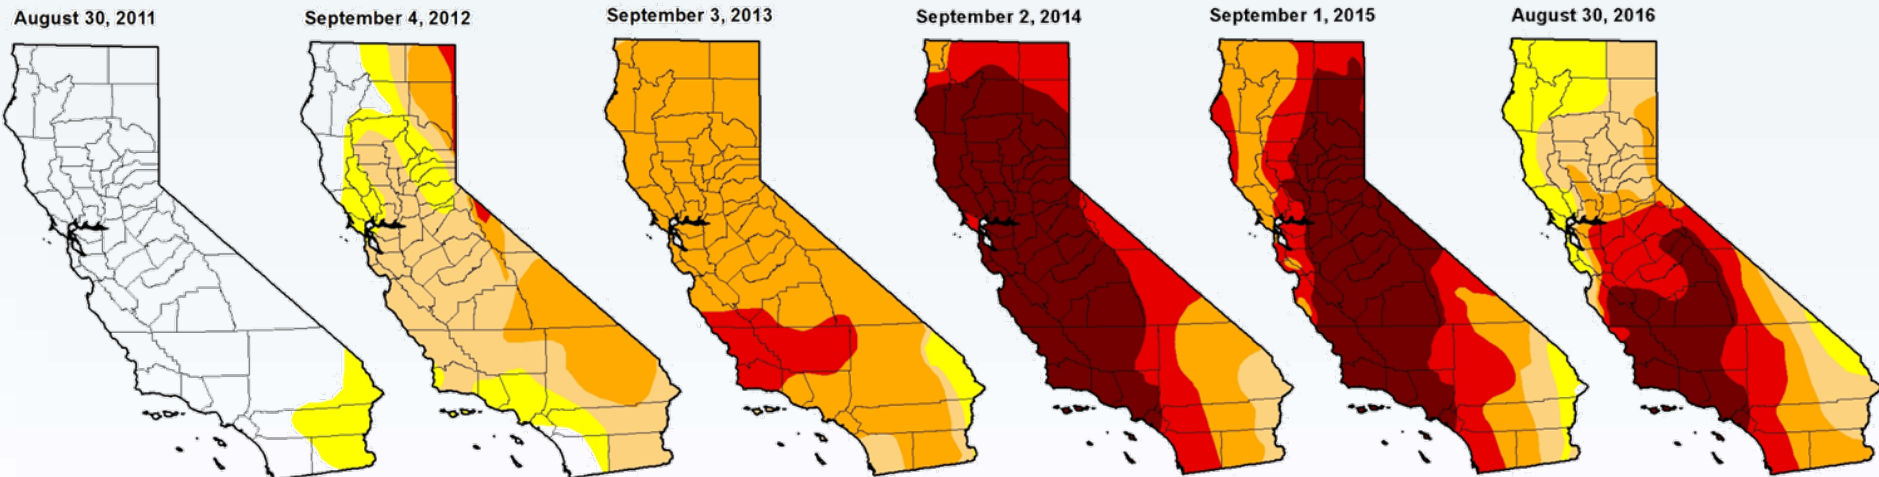 August 30, 2011
September 4, 2012
September 3, 2013
September 2, 2014
September 1, 2015
August 30, 2016